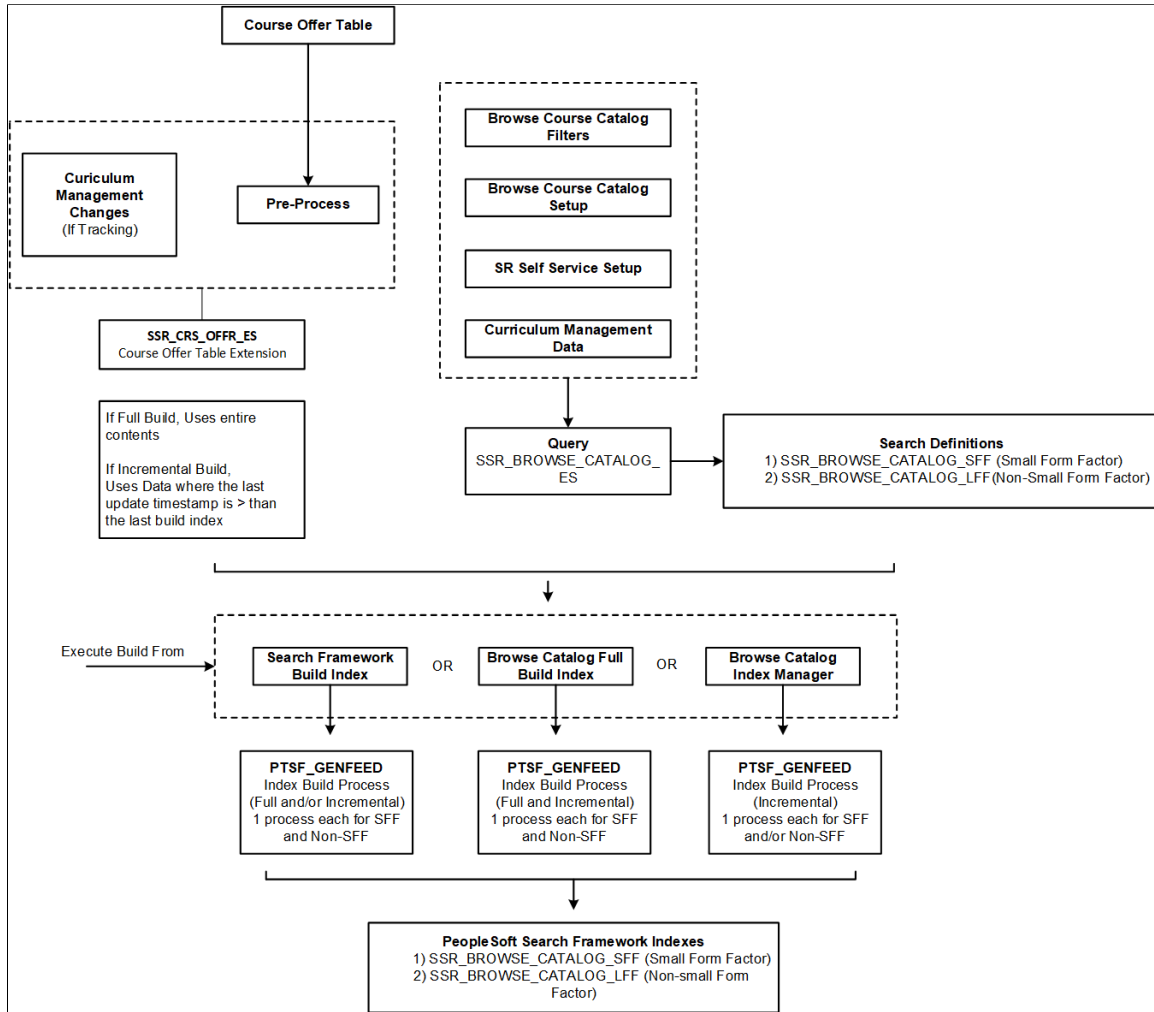 Course Offer Table
Curiculum
Management
Changes
(If Tracking)
Pre-Process
SSR_CRS_OFFR_ES
Course Offer Table Extension
If Full Build, Uses entire
contents
If Incremental Build,
Uses Data where the last
update timestamp is > than
the last build index
Browse Course Catalog
Filters
Browse Course Catalog
Setup
SR Self Service Setup
Curriculum Management
Data
Query
SSR_BROWSE_CATALOG_
ES
Search Definitions
1) SSR_BROWSE_CATALOG_SFF (Small Form Factor)
2) SSR_BROWSE_CATALOG_LFF(Non-Small Form Factor)
Execute Build From
Search Framework
Build Index
OR
Browse Catalog Full
Build Index
OR
Browse Catalog
Index Manager
PTSF_GENFEED
Index Build Process
(Full and/or Incremental)
1 process each for SFF
and Non-SFF
PTSF_GENFEED
Index Build Process
(Full and Incremental)
1 process each for SFF
and Non-SFF
PTSF_GENFEED
Index Build Process
(Incremental)
1 process each for SFF
and/or Non-SFF
PeopleSoft Search Framework Indexes
1) SSR_BROWSE_CATALOG_SFF (Small Form Factor)
2) SSR_BROWSE_CATALOG_LFF (Non-small Form
Factor)